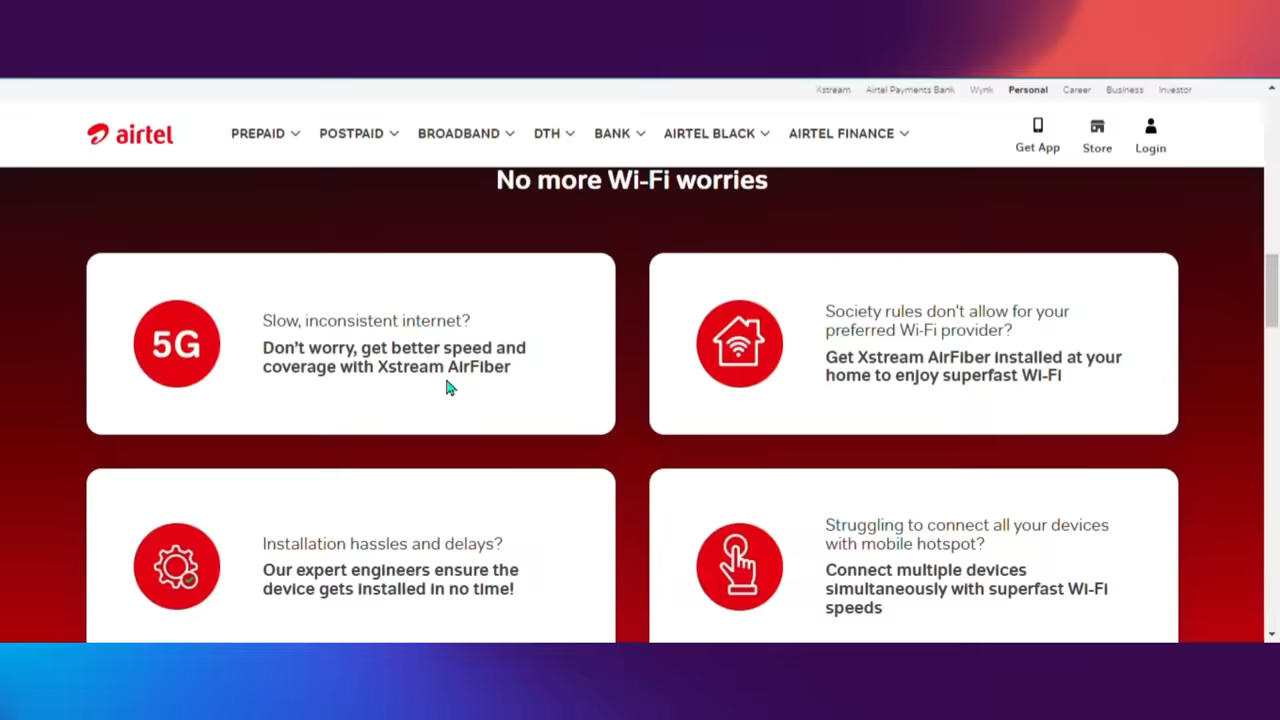 Xstream Airtel Payments Bank Wynk Personal Career Business Investor
airtel PREPAID POSTPAID BROADBAND DTH BANK AIRTEL BLACK AIRTEL FINANCE Get App Store Login
No more Wi-Fi worries
5G
Slow, inconsistent internet?
Don't worry, get better speed and
coverage with Xstream AirFiber
Society rules don't allow for your
preferred Wi-Fi provider?
Get Xstream AirFiber installed at your
home to enjoy superfast Wi-Fi
Installation hassles and delays?
Our expert engineers ensure the
device gets installed in no time!
Struggling to connect all your devices
with mobile hotspot?
Connect multiple devices
simultaneously with superfast Wi-Fi
speeds